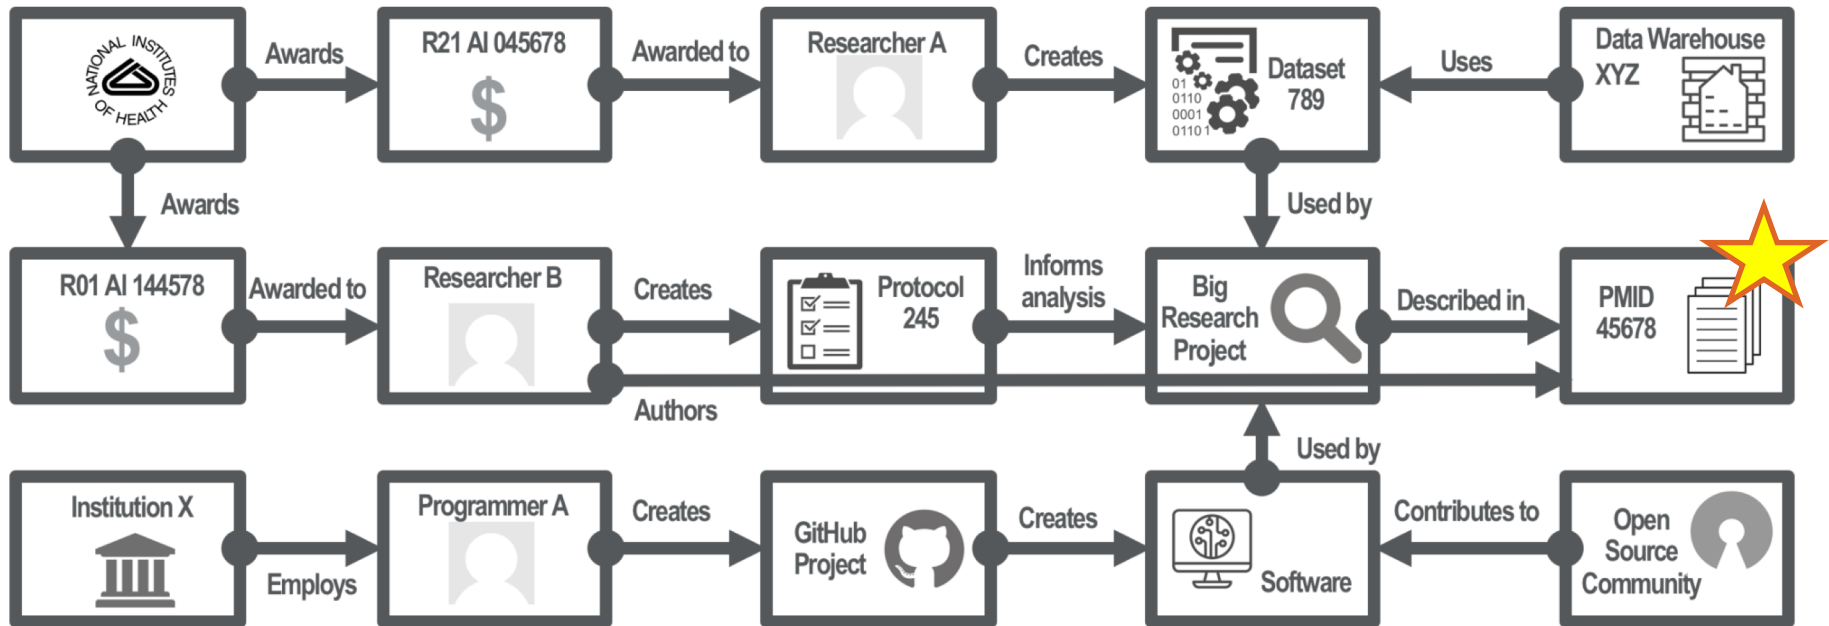 NATIONAL INSTITUTES
OF HEALTH
Awards
R21 AI 045678
$
Awarded to
Researcher A
Creates
01
0110
0001
0110 1
Dataset
789
Uses
Data Warehouse
XYZ
Awards
Used by
R01 AI 144578
$
Awarded to
Researcher B
Creates
Protocol
245
Informs
analysis
Big
Research
Project
Described in
PMID
45678
Authors
Used by
Institution X
Employs
Programmer A
Creates
GitHub
Project
Creates
Software
Contributes to
Open
Source
Community